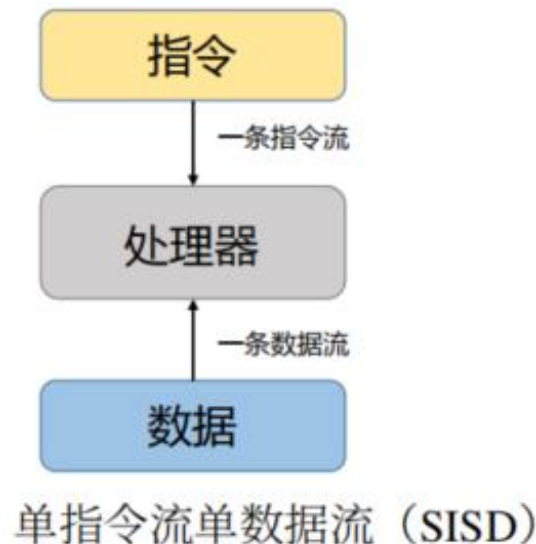 指令
一条指令流
处理器
一条数据流
数据
单指令流单数据流（SISD）